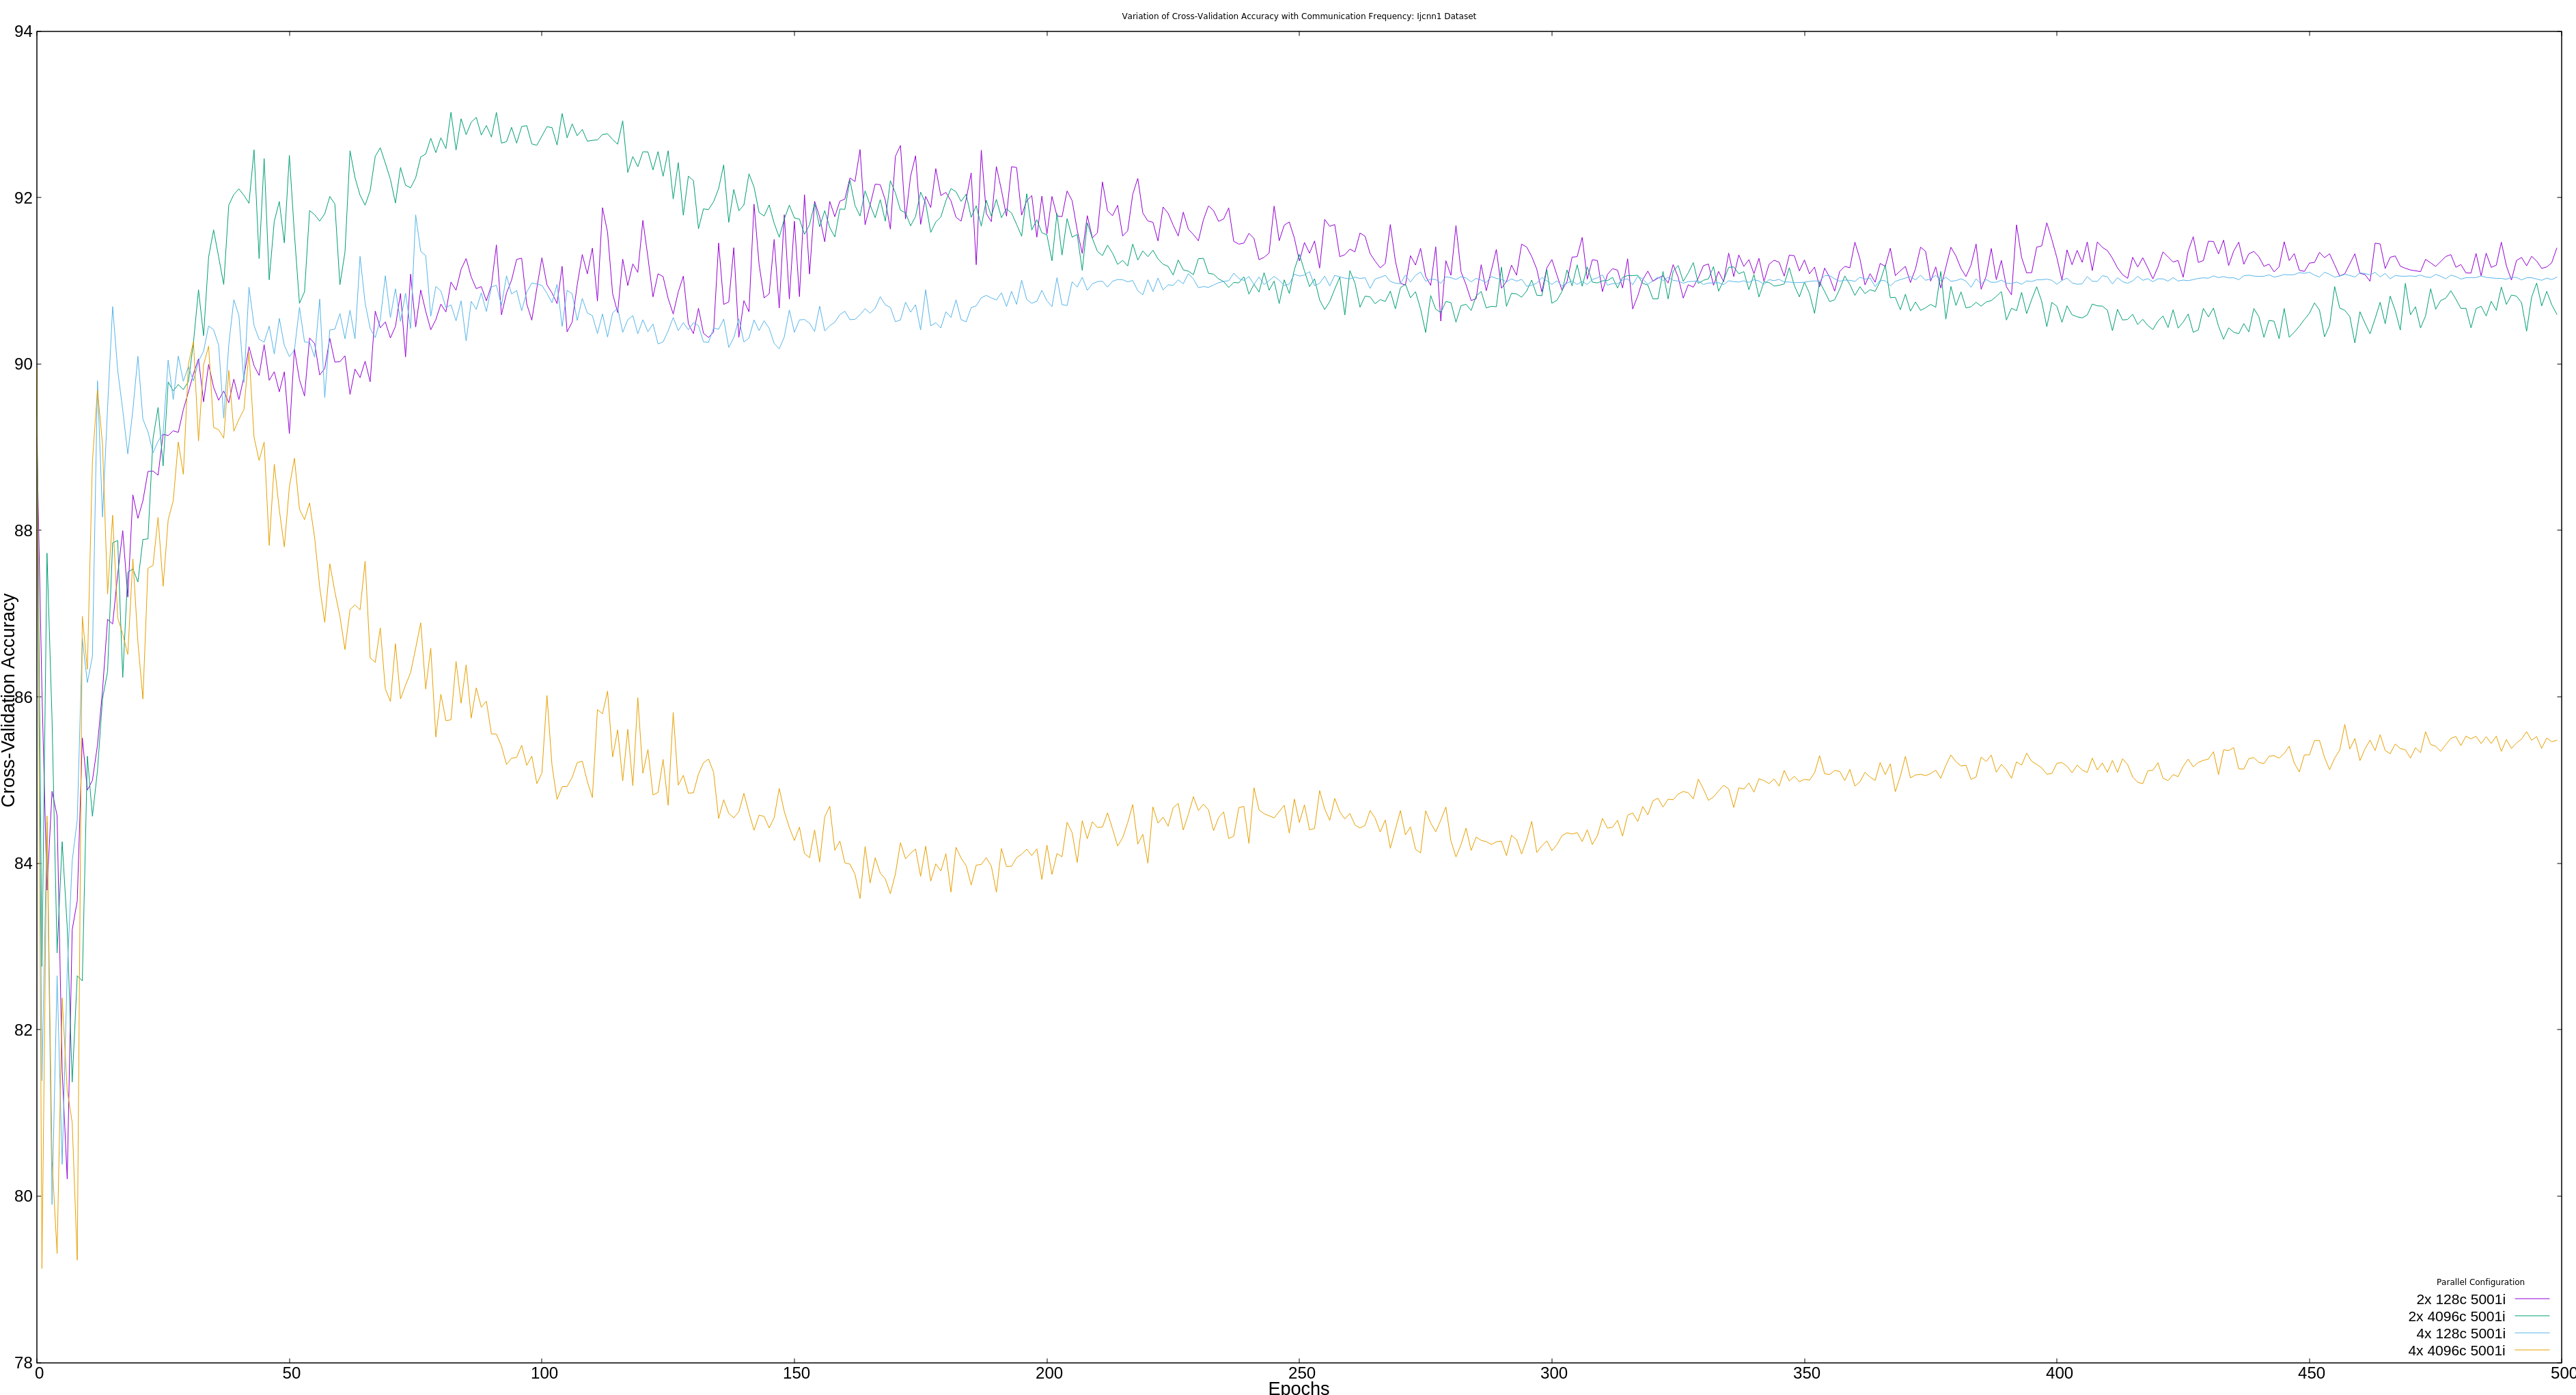 Variation of Cross-Validation Accuracy with Communication Frequency: Ijcnn1 Dataset
94
92
90
88
86
84
82
80
78
Cross-Validation Accuracy
0 50 100 150 200 250 300 350 400 450 500
Epochs
Parallel Configuration
2x 128c 5001i
2x 4096c 5001i
4x 128c 5001i
4x 4096c 5001i